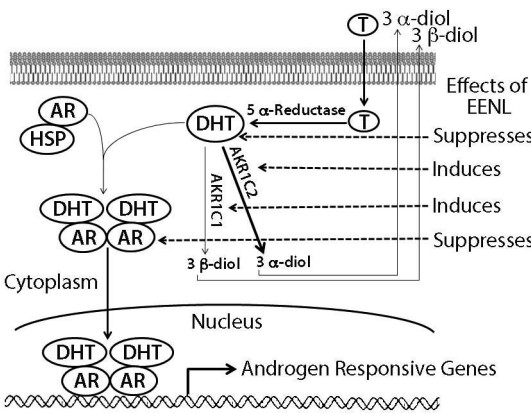 3 α-diol
T
3 β-diol
Effects of
EENL
AR
HSP
5 α-Reductase
DHT
T
Suppresses
AKR1C2
Induces
AKR1C1
Induces
DHT DHT
AR AR
Suppresses
3 β-diol
3 α-diol
Cytoplasm
Nucleus
DHT DHT
AR AR
Androgen Responsive Genes